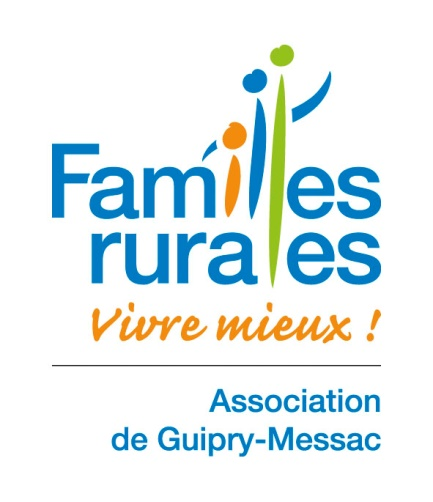 Familles
rurales
Vivre mieux !
Association
de Guipry-Messac